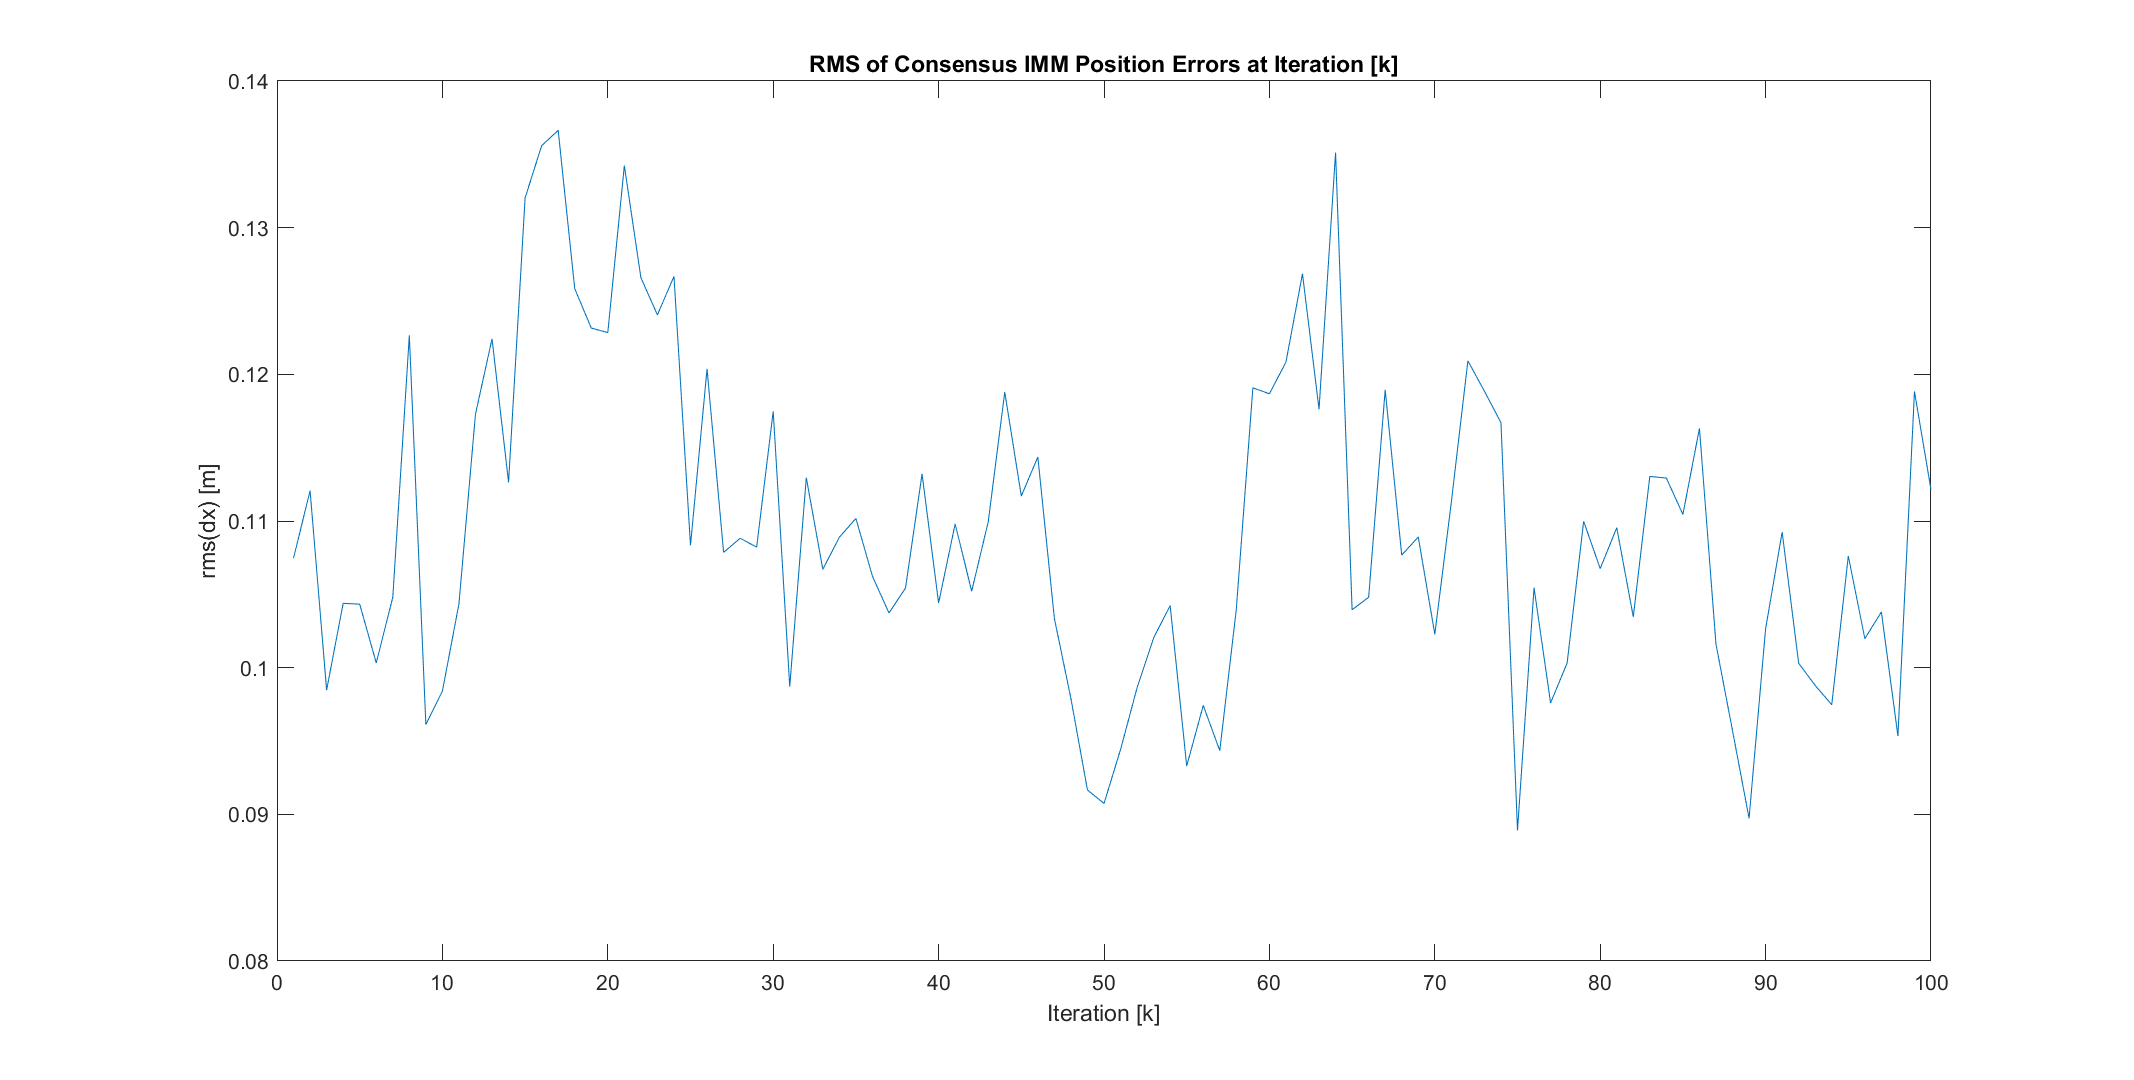 RMS of Consensus IMM Position Errors at Iteration [k]
0.14
0.13
0.12
0.11
0.1
0.09
0.08
rms(dx) [m]
0 10 20 30 40 50 60 70 80 90 100
Iteration [k]